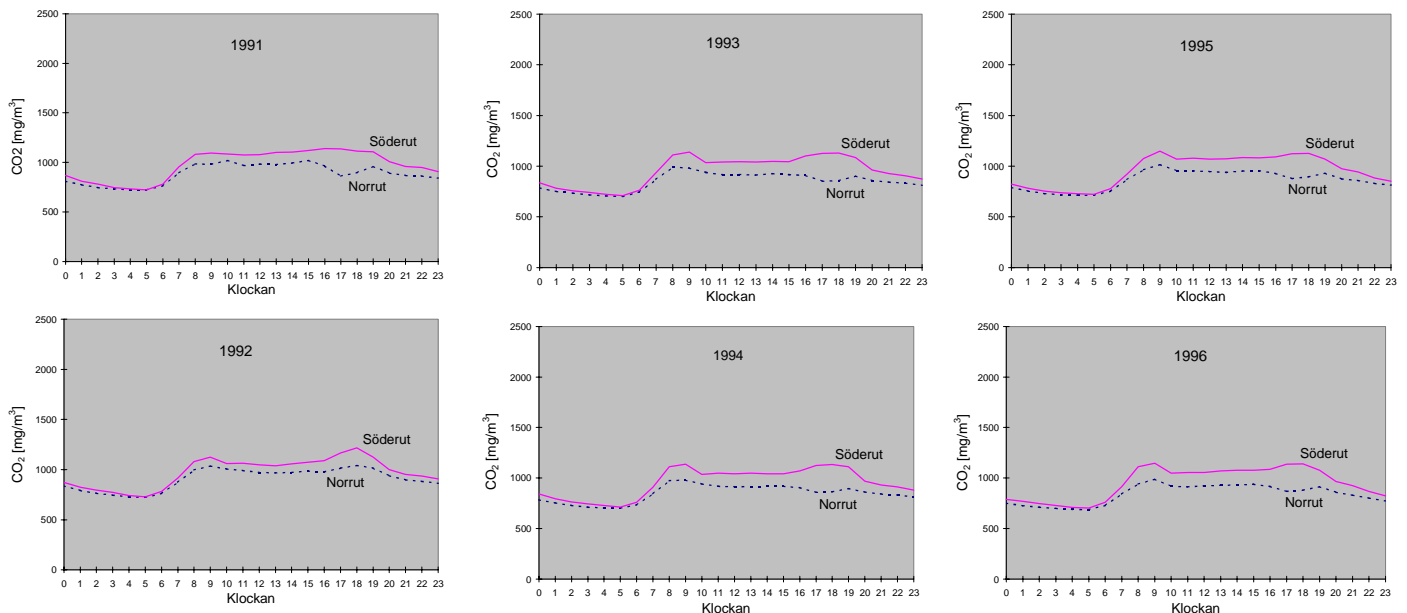 1991
CO2 [mg/m³]
2500
2000
1500
1000
500
0
Söderut
Norrut
0 1 2 3 4 5 6 7 8 9 10 11 12 13 14 15 16 17 18 19 20 21 22 23
Klockan
1993
CO₂ [mg/m³]
2500
2000
1500
1000
500
0
Söderut
Norrut
0 1 2 3 4 5 6 7 8 9 10 11 12 13 14 15 16 17 18 19 20 21 22 23
Klockan
1995
CO₂ [mg/m³]
2500
2000
1500
1000
500
0
Söderut
Norrut
0 1 2 3 4 5 6 7 8 9 10 11 12 13 14 15 16 17 18 19 20 21 22 23
Klockan
1992
CO₂ [mg/m³]
2500
2000
1500
1000
500
0
Söderut
Norrut
0 1 2 3 4 5 6 7 8 9 10 11 12 13 14 15 16 17 18 19 20 21 22 23
Klockan
1994
CO₂ [mg/m³]
2500
2000
1500
1000
500
0
Söderut
Norrut
0 1 2 3 4 5 6 7 8 9 10 11 12 13 14 15 16 17 18 19 20 21 22 23
Klockan
1996
CO₂ [mg/m³]
2500
2000
1500
1000
500
0
Söderut
Norrut
0 1 2 3 4 5 6 7 8 9 10 11 12 13 14 15 16 17 18 19 20 21 22 23
Klockan